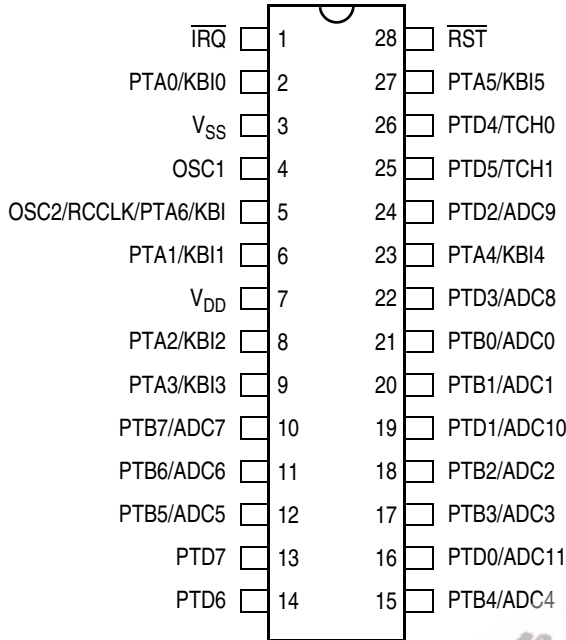 IRQ 1 28 RST
PTA0/KBI0 2 27 PTA5/KBI5
VSS 3 26 PTD4/TCH0
OSC1 4 25 PTD5/TCH1
OSC2/RCCLK/PTA6/KBI 5 24 PTD2/ADC9
PTA1/KBI1 6 23 PTA4/KBI4
VDD 7 22 PTD3/ADC8
PTA2/KBI2 8 21 PTB0/ADC0
PTA3/KBI3 9 20 PTB1/ADC1
PTB7/ADC7 10 19 PTD1/ADC10
PTB6/ADC6 11 18 PTB2/ADC2
PTB5/ADC5 12 17 PTB3/ADC3
PTD7 13 16 PTD0/ADC11
PTD6 14 15 PTB4/ADC4